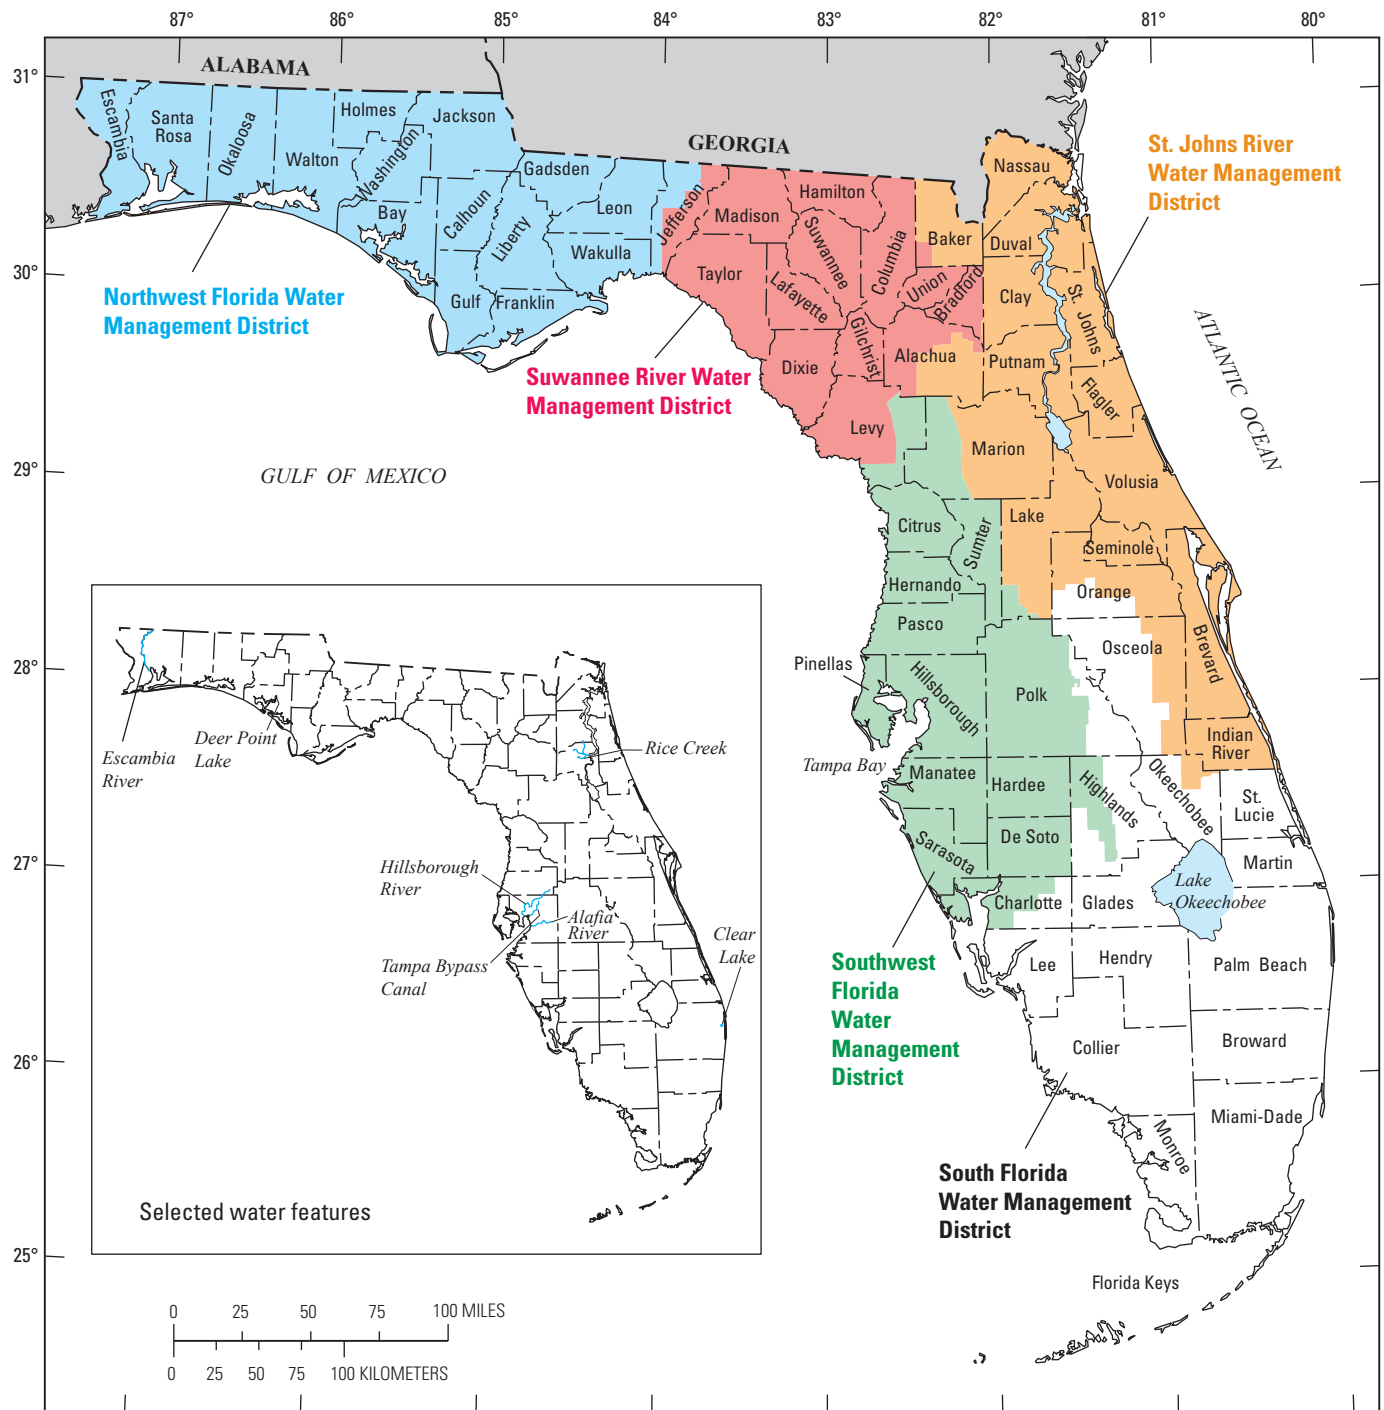 87°
86°
85°
84°
83°
82°
81°
80°
31°
30°
29°
28°
27°
26°
25°
ALABAMA
GEORGIA
ATLANTIC OCEAN
GULF OF MEXICO
Northwest Florida Water
Management District
Suwannee River Water
Management District
St. Johns River
Water Management
District
Southwest
Florida
Water
Management
District
South Florida
Water Management
District
Escambia
Santa
Rosa
Okaloosa
Walton
Holmes
Washington
Jackson
Bay
Calhoun
Gulf
Liberty
Gadsden
Franklin
Leon
Wakulla
Jefferson
Madison
Taylor
Hamilton
Suwannee
Lafayette
Dixie
Columbia
Gilchrist
Levy
Union
Bradford
Alachua
Baker
Nassau
Duval
Clay
St. Johns
Putnam
Flagler
Marion
Volusia
Lake
Seminole
Orange
Osceola
Brevard
Indian
River
Citrus
Sumter
Hernando
Pasco
Pinellas
Hillsborough
Polk
Tampa Bay
Manatee
Hardee
Highlands
Okeechobee
St.
Lucie
Sarasota
De Soto
Martin
Charlotte
Glades
Lake
Okeechobee
Lee
Hendry
Palm Beach
Collier
Broward
Miami-Dade
Monroe
Florida Keys
Escambia
River
Deer Point
Lake
Rice Creek
Hillsborough
River
Alafia
River
Tampa Bypass
Canal
Clear
Lake
Selected water features
0 25 50 75 100 MILES
0 25 50 75 100 KILOMETERS